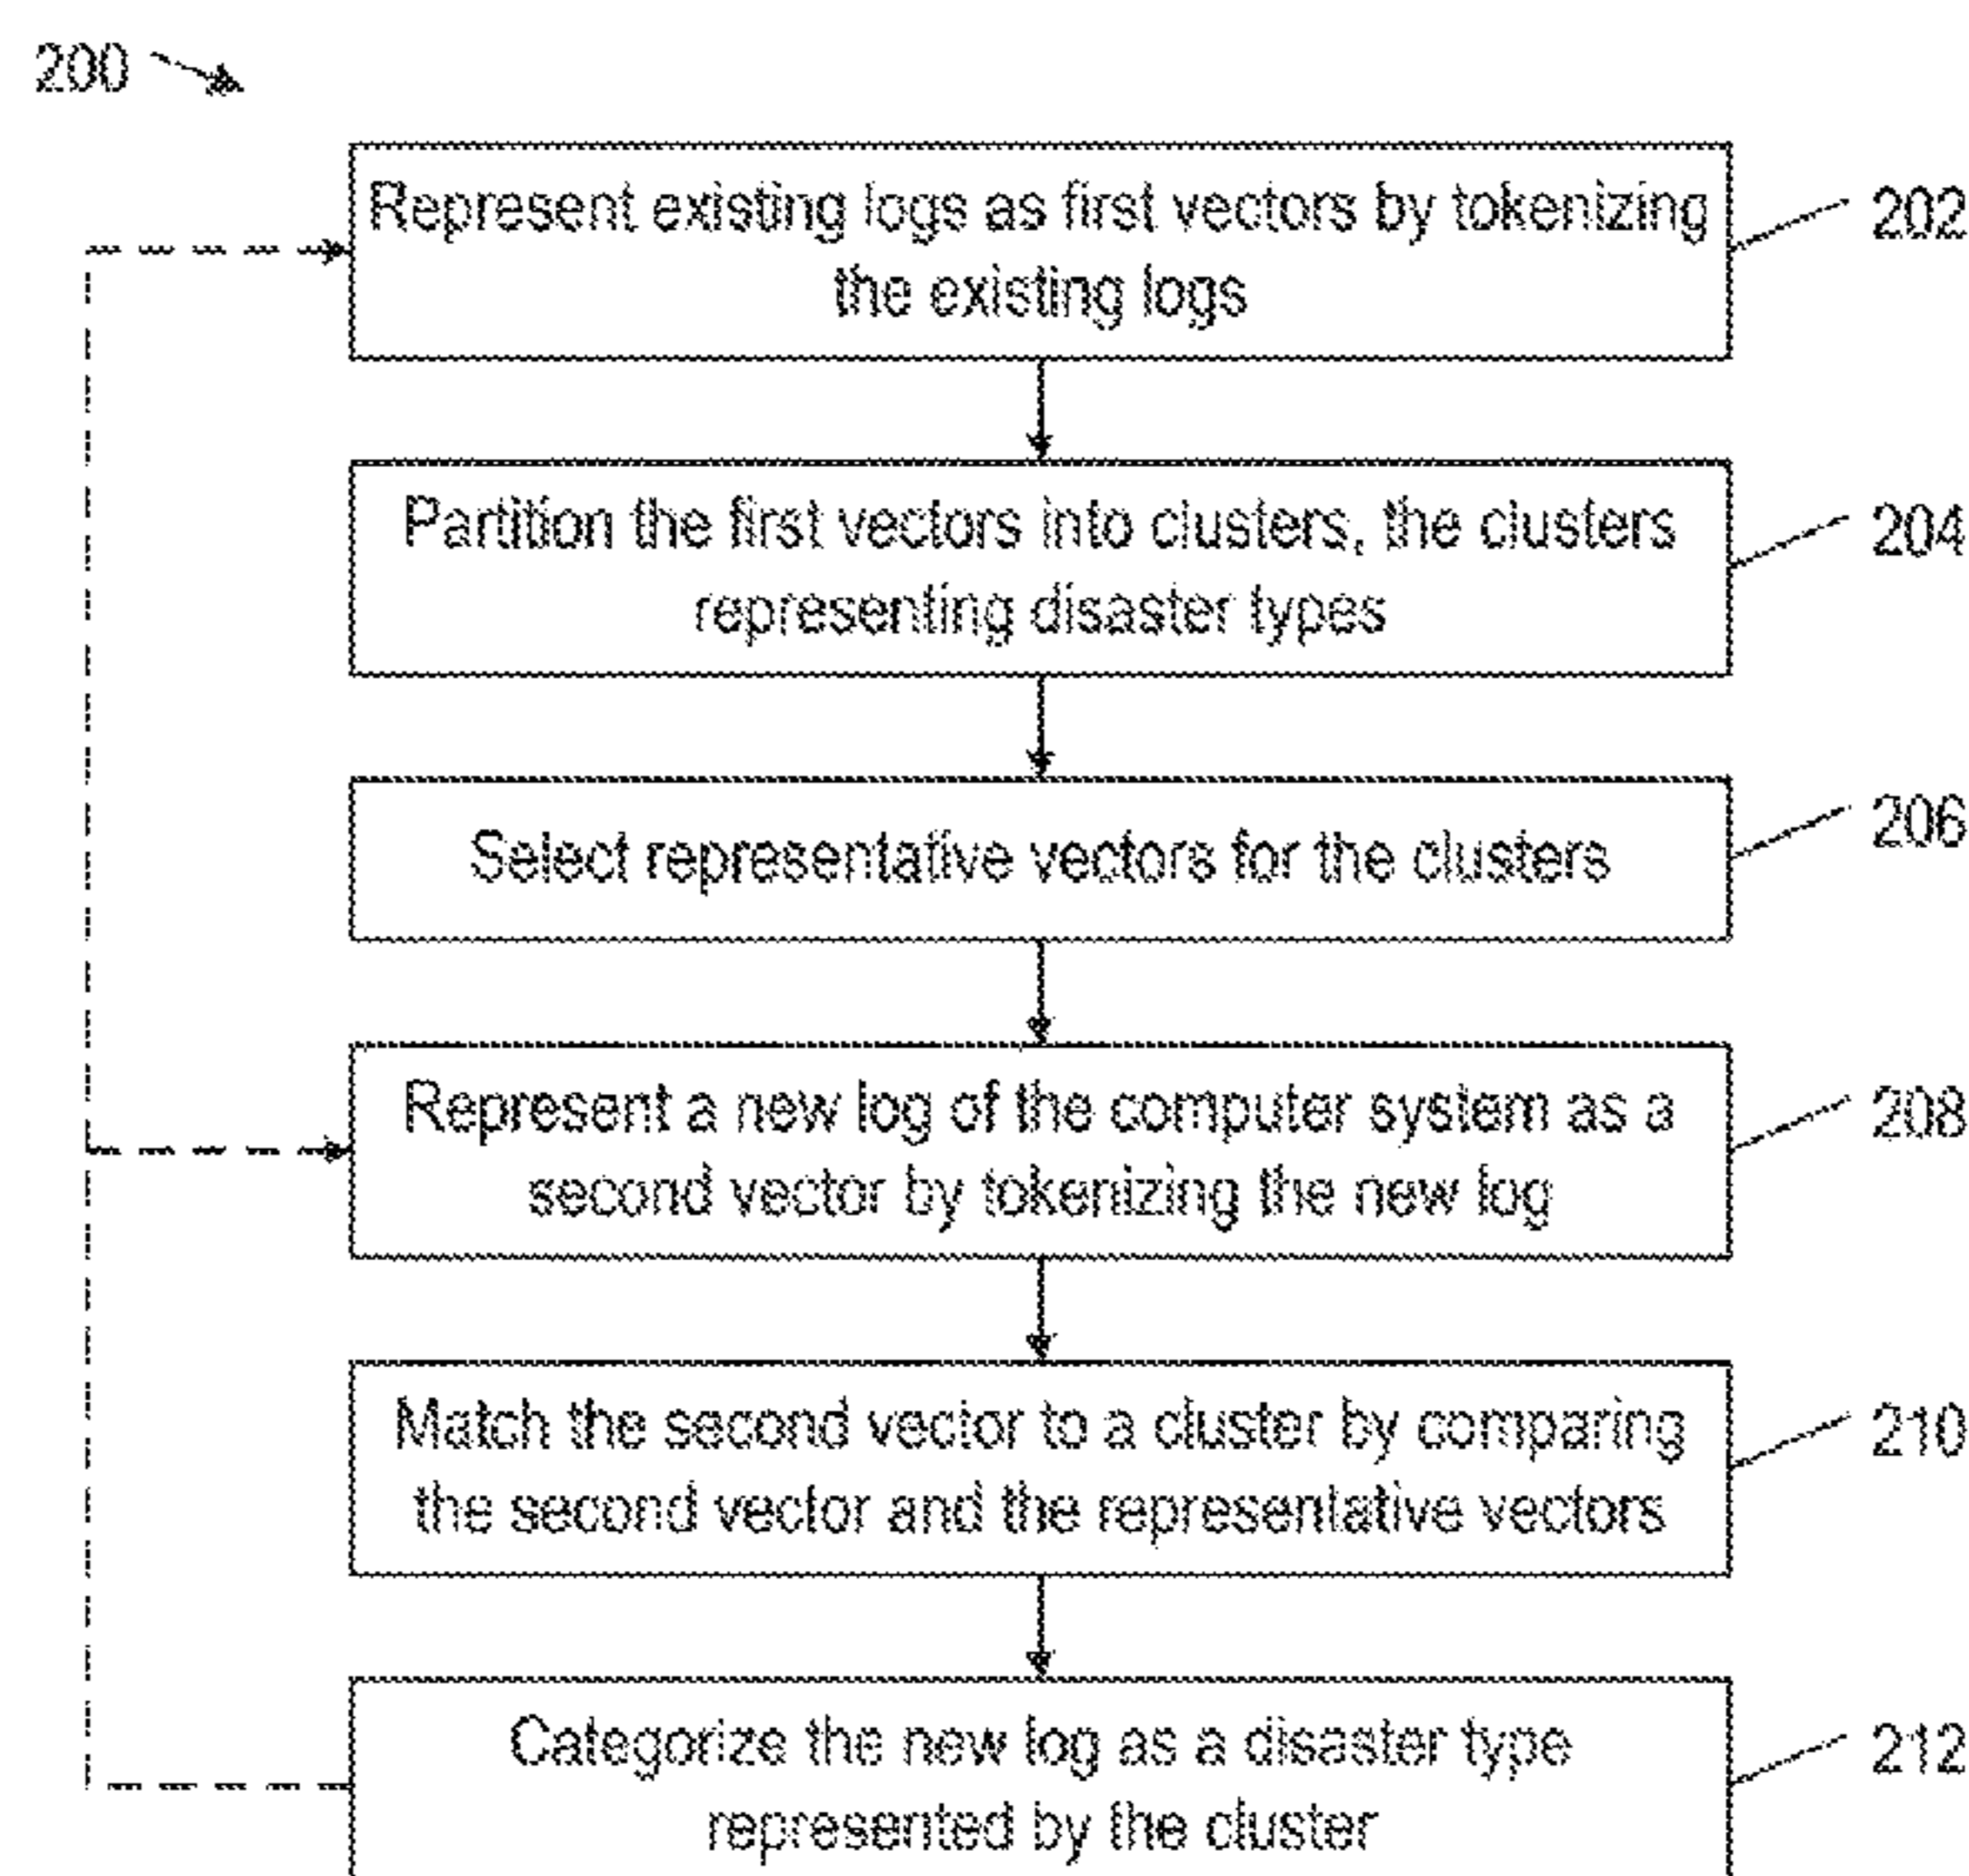 200
Represent existing logs as first vectors by tokenizing
the existing logs
202
Partition the first vectors into clusters, the clusters
representing disaster types
204
Select representative vectors for the clusters
206
Represent a new log of the computer system as a
second vector by tokenizing the new log
208
Match the second vector to a cluster by comparing
the second vector and the representative vectors
210
Categorize the new log as a disaster type
represented by the cluster
212